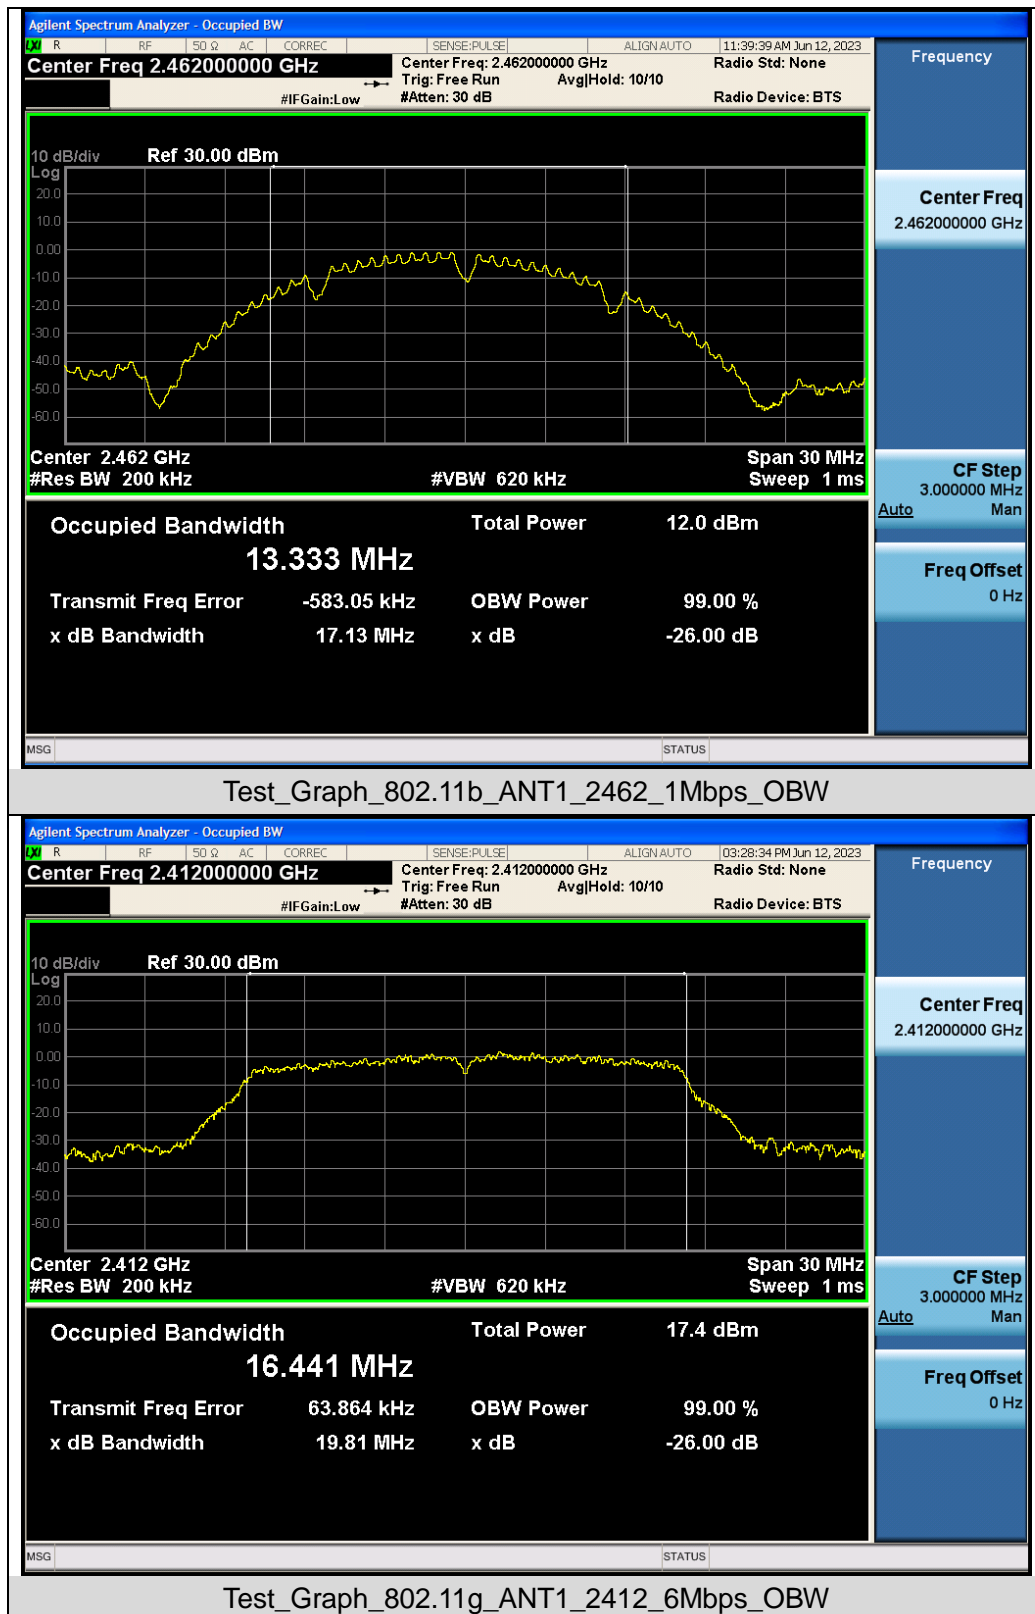 Agilent Spectrum Analyzer - Occupied BW
LXI R RF 50 Ω AC CORREC SENSE:PULSE ALIGN AUTO 11:39:39 AM Jun 12, 2023
Center Freq 2.462000000 GHz
Center Freq: 2.462000000 GHz Radio Std: None
Trig: Free Run Avg|Hold: 10/10
#IFGain:Low #Atten: 30 dB Radio Device: BTS
Frequency
10 dB/div Ref 30.00 dBm
Log
20.0
10.0
0.00
-10.0
-20.0
-30.0
-40.0
-50.0
-60.0
Center 2.462 GHz Span 30 MHz
#Res BW 200 kHz #VBW 620 kHz Sweep 1 ms
Center Freq
2.462000000 GHz
CF Step
3.000000 MHz
Auto Man
Freq Offset
0 Hz
Occupied Bandwidth Total Power 12.0 dBm
13.333 MHz
Transmit Freq Error -583.05 kHz OBW Power 99.00 %
x dB Bandwidth 17.13 MHz x dB -26.00 dB
MSG STATUS
Test_Graph_802.11b_ANT1_2462_1Mbps_OBW
Agilent Spectrum Analyzer - Occupied BW
LXI R RF 50 Ω AC CORREC SENSE:PULSE ALIGN AUTO 03:28:34 PM Jun 12, 2023
Center Freq 2.412000000 GHz
Center Freq: 2.412000000 GHz Radio Std: None
Trig: Free Run Avg|Hold: 10/10
#IFGain:Low #Atten: 30 dB Radio Device: BTS
Frequency
10 dB/div Ref 30.00 dBm
Log
20.0
10.0
0.00
-10.0
-20.0
-30.0
-40.0
-50.0
-60.0
Center 2.412 GHz Span 30 MHz
#Res BW 200 kHz #VBW 620 kHz Sweep 1 ms
Center Freq
2.412000000 GHz
CF Step
3.000000 MHz
Auto Man
Freq Offset
0 Hz
Occupied Bandwidth Total Power 17.4 dBm
16.441 MHz
Transmit Freq Error 63.864 kHz OBW Power 99.00 %
x dB Bandwidth 19.81 MHz x dB -26.00 dB
MSG STATUS
Test_Graph_802.11g_ANT1_2412_6Mbps_OBW